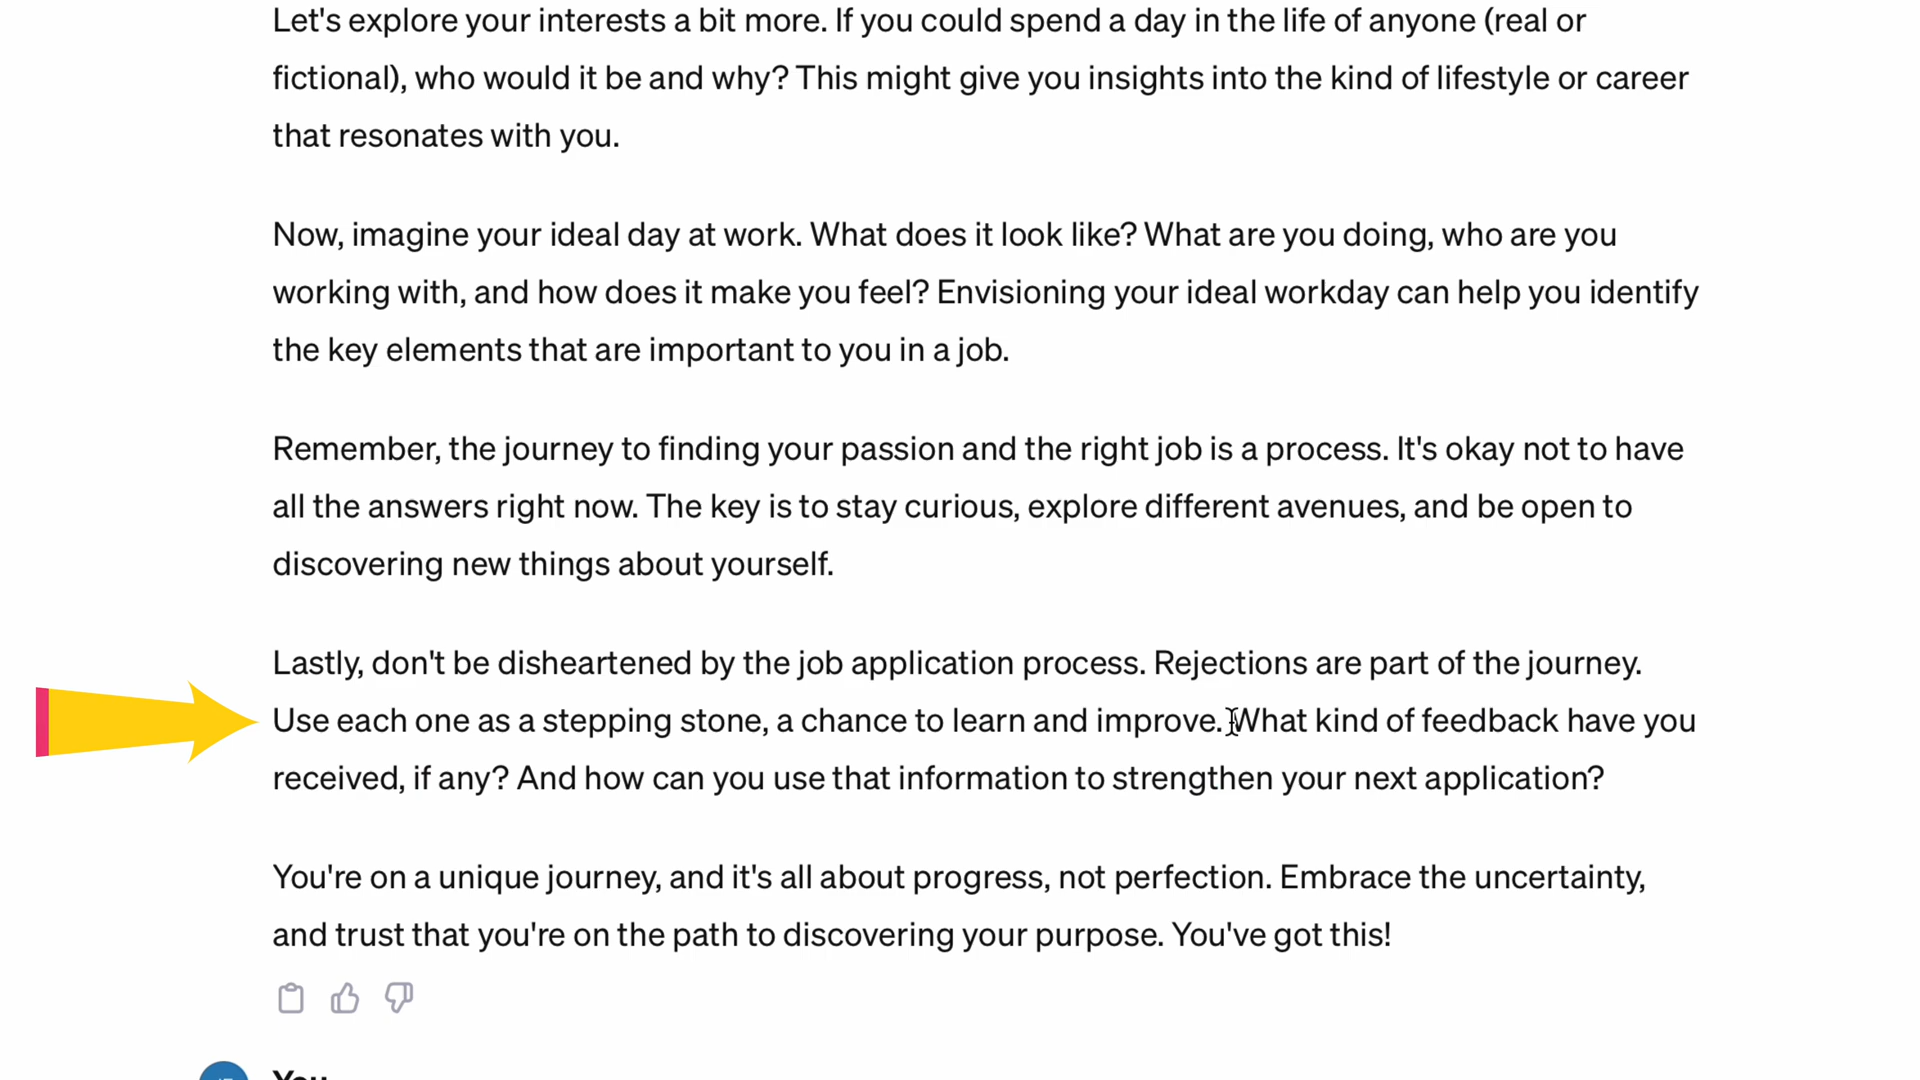 Let's explore your interests a bit more. If you could spend a day in the life of anyone (real or
fictional), who would it be and why? This might give you insights into the kind of lifestyle or career
that resonates with you.
Now, imagine your ideal day at work. What does it look like? What are you doing, who are you
working with, and how does it make you feel? Envisioning your ideal workday can help you identify
the key elements that are important to you in a job.
Remember, the journey to finding your passion and the right job is a process. It's okay not to have
all the answers right now. The key is to stay curious, explore different avenues, and be open to
discovering new things about yourself.
Lastly, don't be disheartened by the job application process. Rejections are part of the journey.
Use each one as a stepping stone, a chance to learn and improve. What kind of feedback have you
received, if any? And how can you use that information to strengthen your next application?
You're on a unique journey, and it's all about progress, not perfection. Embrace the uncertainty,
and trust that you're on the path to discovering your purpose. You've got this!
You